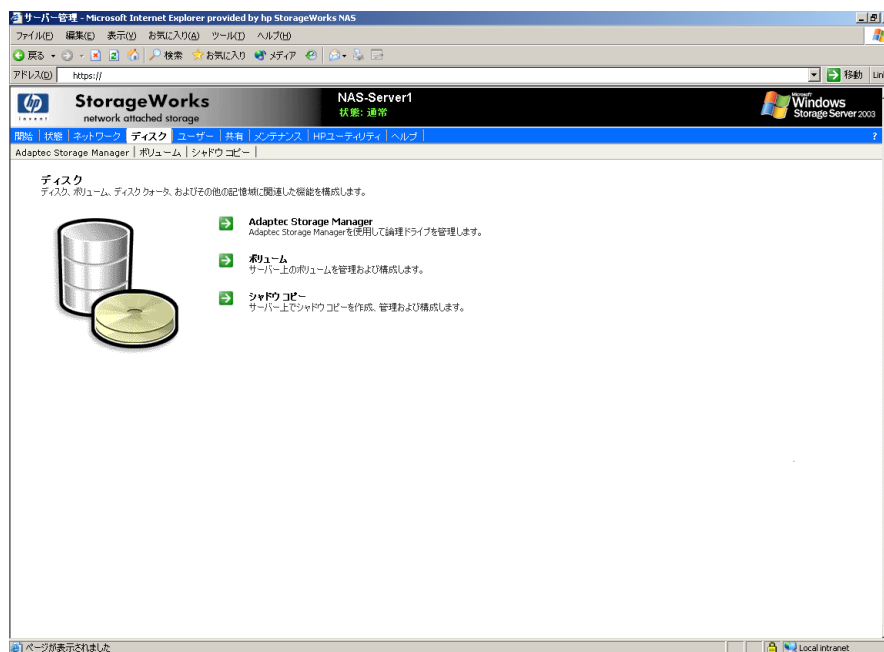 サーバー管理 - Microsoft Internet Explorer provided by hp StorageWorks NAS
ファイル(F) 編集(E) 表示(V) お気に入り(A) ツール(T) ヘルプ(H)
戻る 検索 お気に入り メディア
アドレス(D) https:// 移動 Lin
hp invent StorageWorks NAS-Server1 Microsoft Windows
network attached storage 状態: 通常 Storage Server 2003
開始 状態 ネットワーク ディスク ユーザー 共有 メンテナンス HPユーティリティ ヘルプ ?
Adaptec Storage Manager ボリューム シャドウ コピー
ディスク
ディスク、ボリューム、ディスク クォータ、およびその他の記憶域に関連した機能を構成します。
Adaptec Storage Manager
Adaptec Storage Managerを使用して論理ドライブを管理します。
ボリューム
サーバー上のボリュームを管理および構成します。
シャドウ コピー
サーバー上でシャドウ コピーを作成、管理および構成します。
ページが表示されました Local intranet